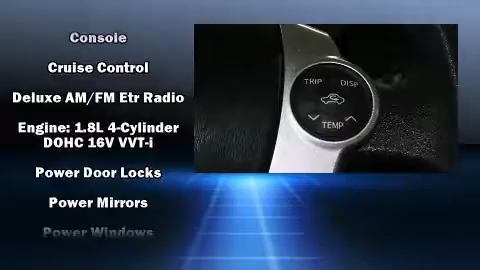 Console
Cruise Control
Deluxe AM/FM Etr Radio
Engine: 1.8L 4-Cylinder
DOHC 16V VVT-i
Power Door Locks
Power Mirrors
Power Windows
TRIP DISP
TEMP